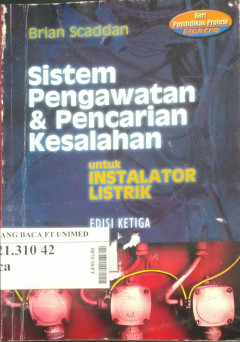 Brian Scaddan
Seri
Pendidikan Profesi
Elektro
Sistem
Pengawatan
& Pencarian
Kesalahan
untuk
INSTALATOR
LISTRIK
EDISI KETIGA
ANG BACA FT UNIMED
21.310 42
ca